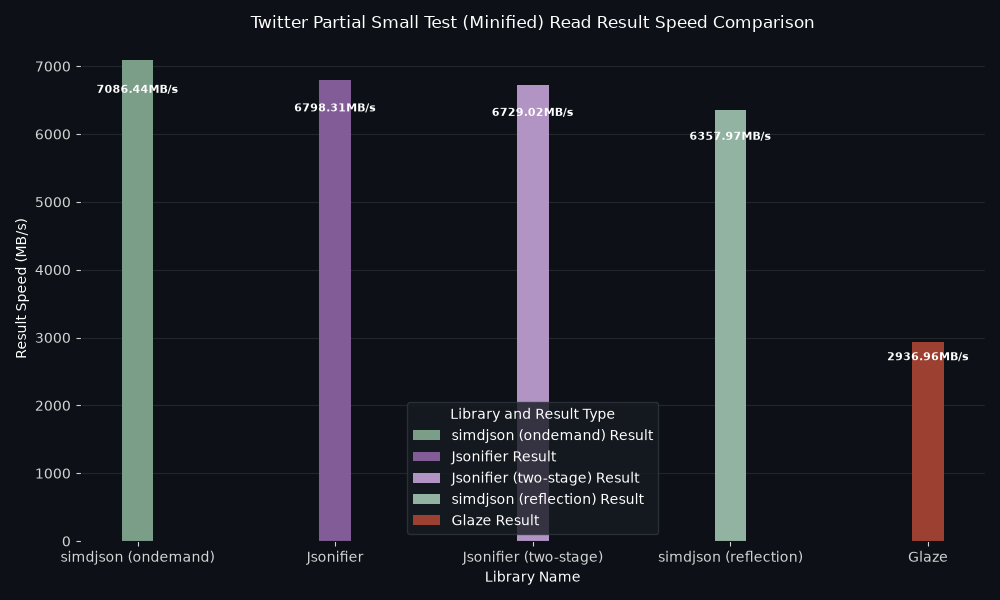 Twitter Partial Small Test (Minified) Read Result Speed Comparison
Result Speed (MB/s)
7000
6000
5000
4000
3000
2000
1000
0
7086.44MB/s
6798.31MB/s
6729.02MB/s
6357.97MB/s
2936.96MB/s
Library and Result Type
simdjson (ondemand) Result
Jsonifier Result
Jsonifier (two-stage) Result
simdjson (reflection) Result
Glaze Result
simdjson (ondemand)
Jsonifier
Jsonifier (two-stage)
simdjson (reflection)
Glaze
Library Name